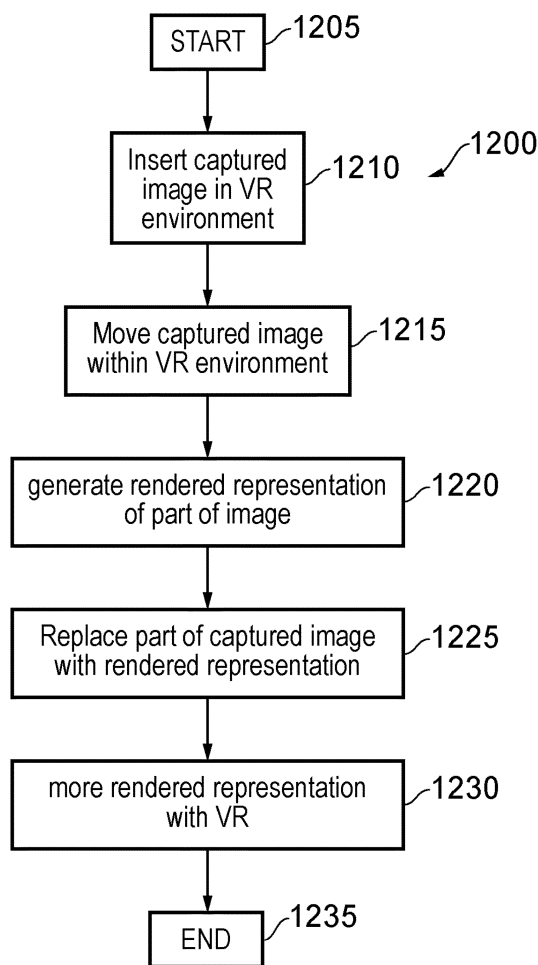 START
1205
Insert captured
image in VR
environment
1210
1200
Move captured image
within VR environment
1215
generate rendered representation
of part of image
1220
Replace part of captured image
with rendered representation
1225
more rendered representation
with VR
1230
END
1235